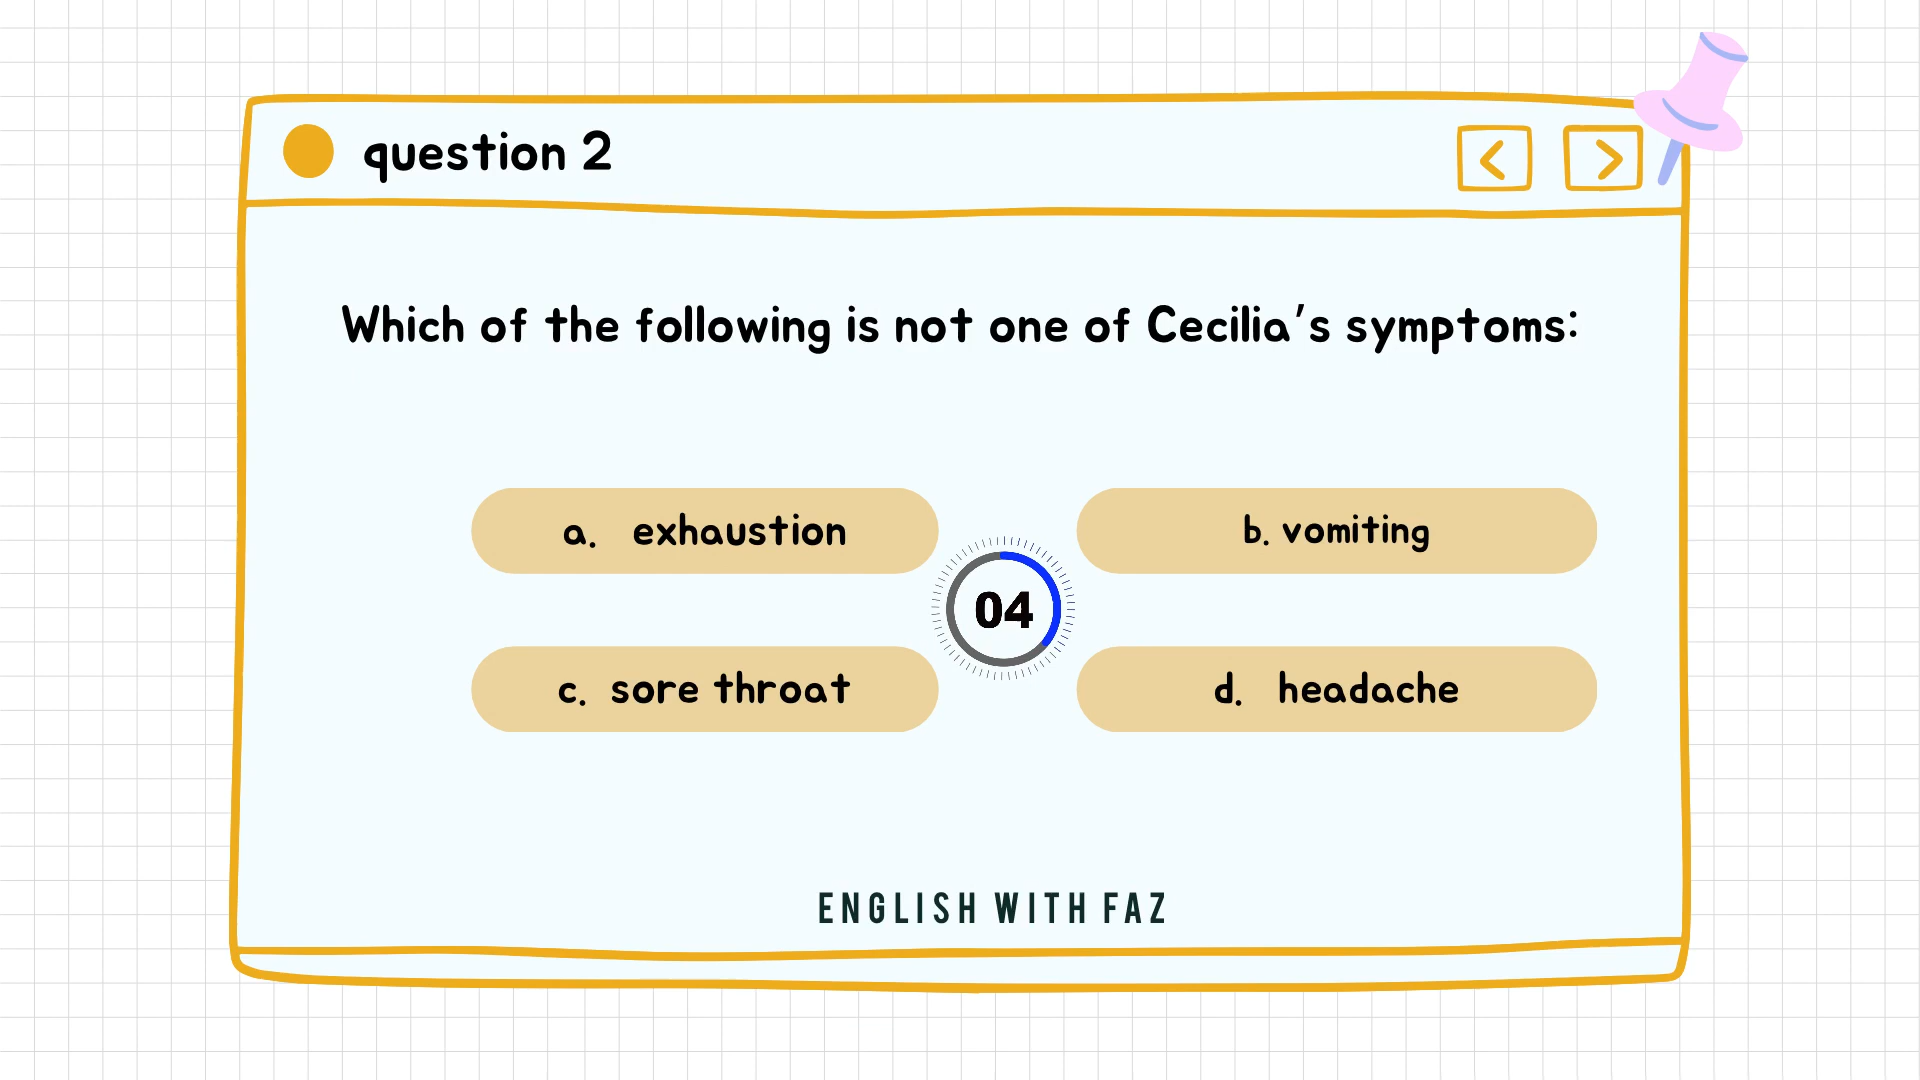 question 2
Which of the following is not one of Cecilia's symptoms:
a. exhaustion
b. vomiting
04
c. sore throat
d. headache
ENGLISH WITH FAZ